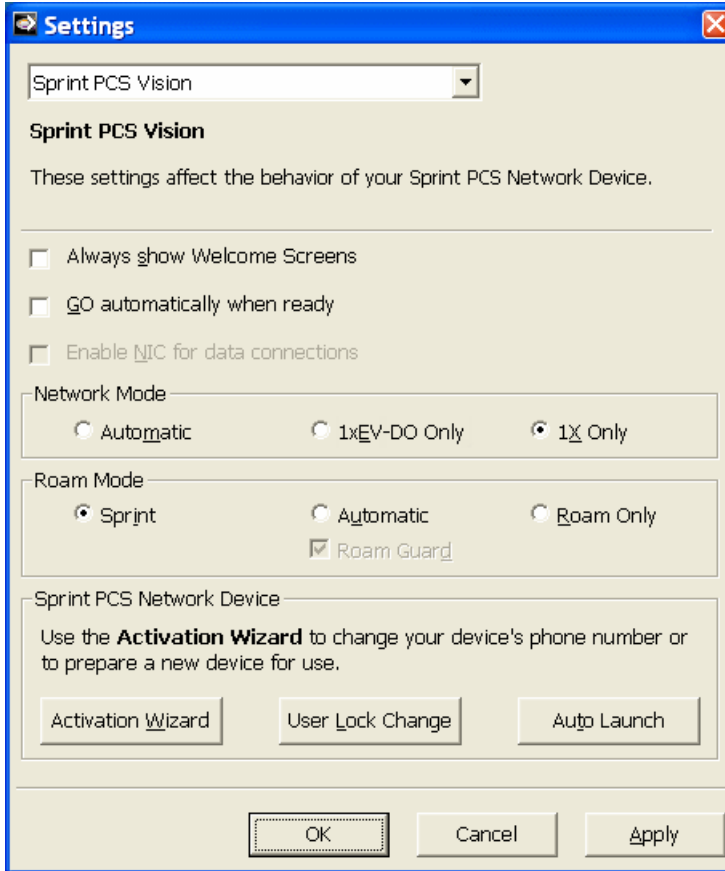 Settings
Sprint PCS Vision
Sprint PCS Vision
These settings affect the behavior of your Sprint PCS Network Device.
Always show Welcome Screens
GO automatically when ready
Enable NIC for data connections
Network Mode
Automatic 1xEV-DO Only 1X Only
Roam Mode
Sprint Automatic Roam Only
Roam Guard
Sprint PCS Network Device
Use the Activation Wizard to change your device's phone number or
to prepare a new device for use.
Activation Wizard User Lock Change Auto Launch
OK Cancel Apply